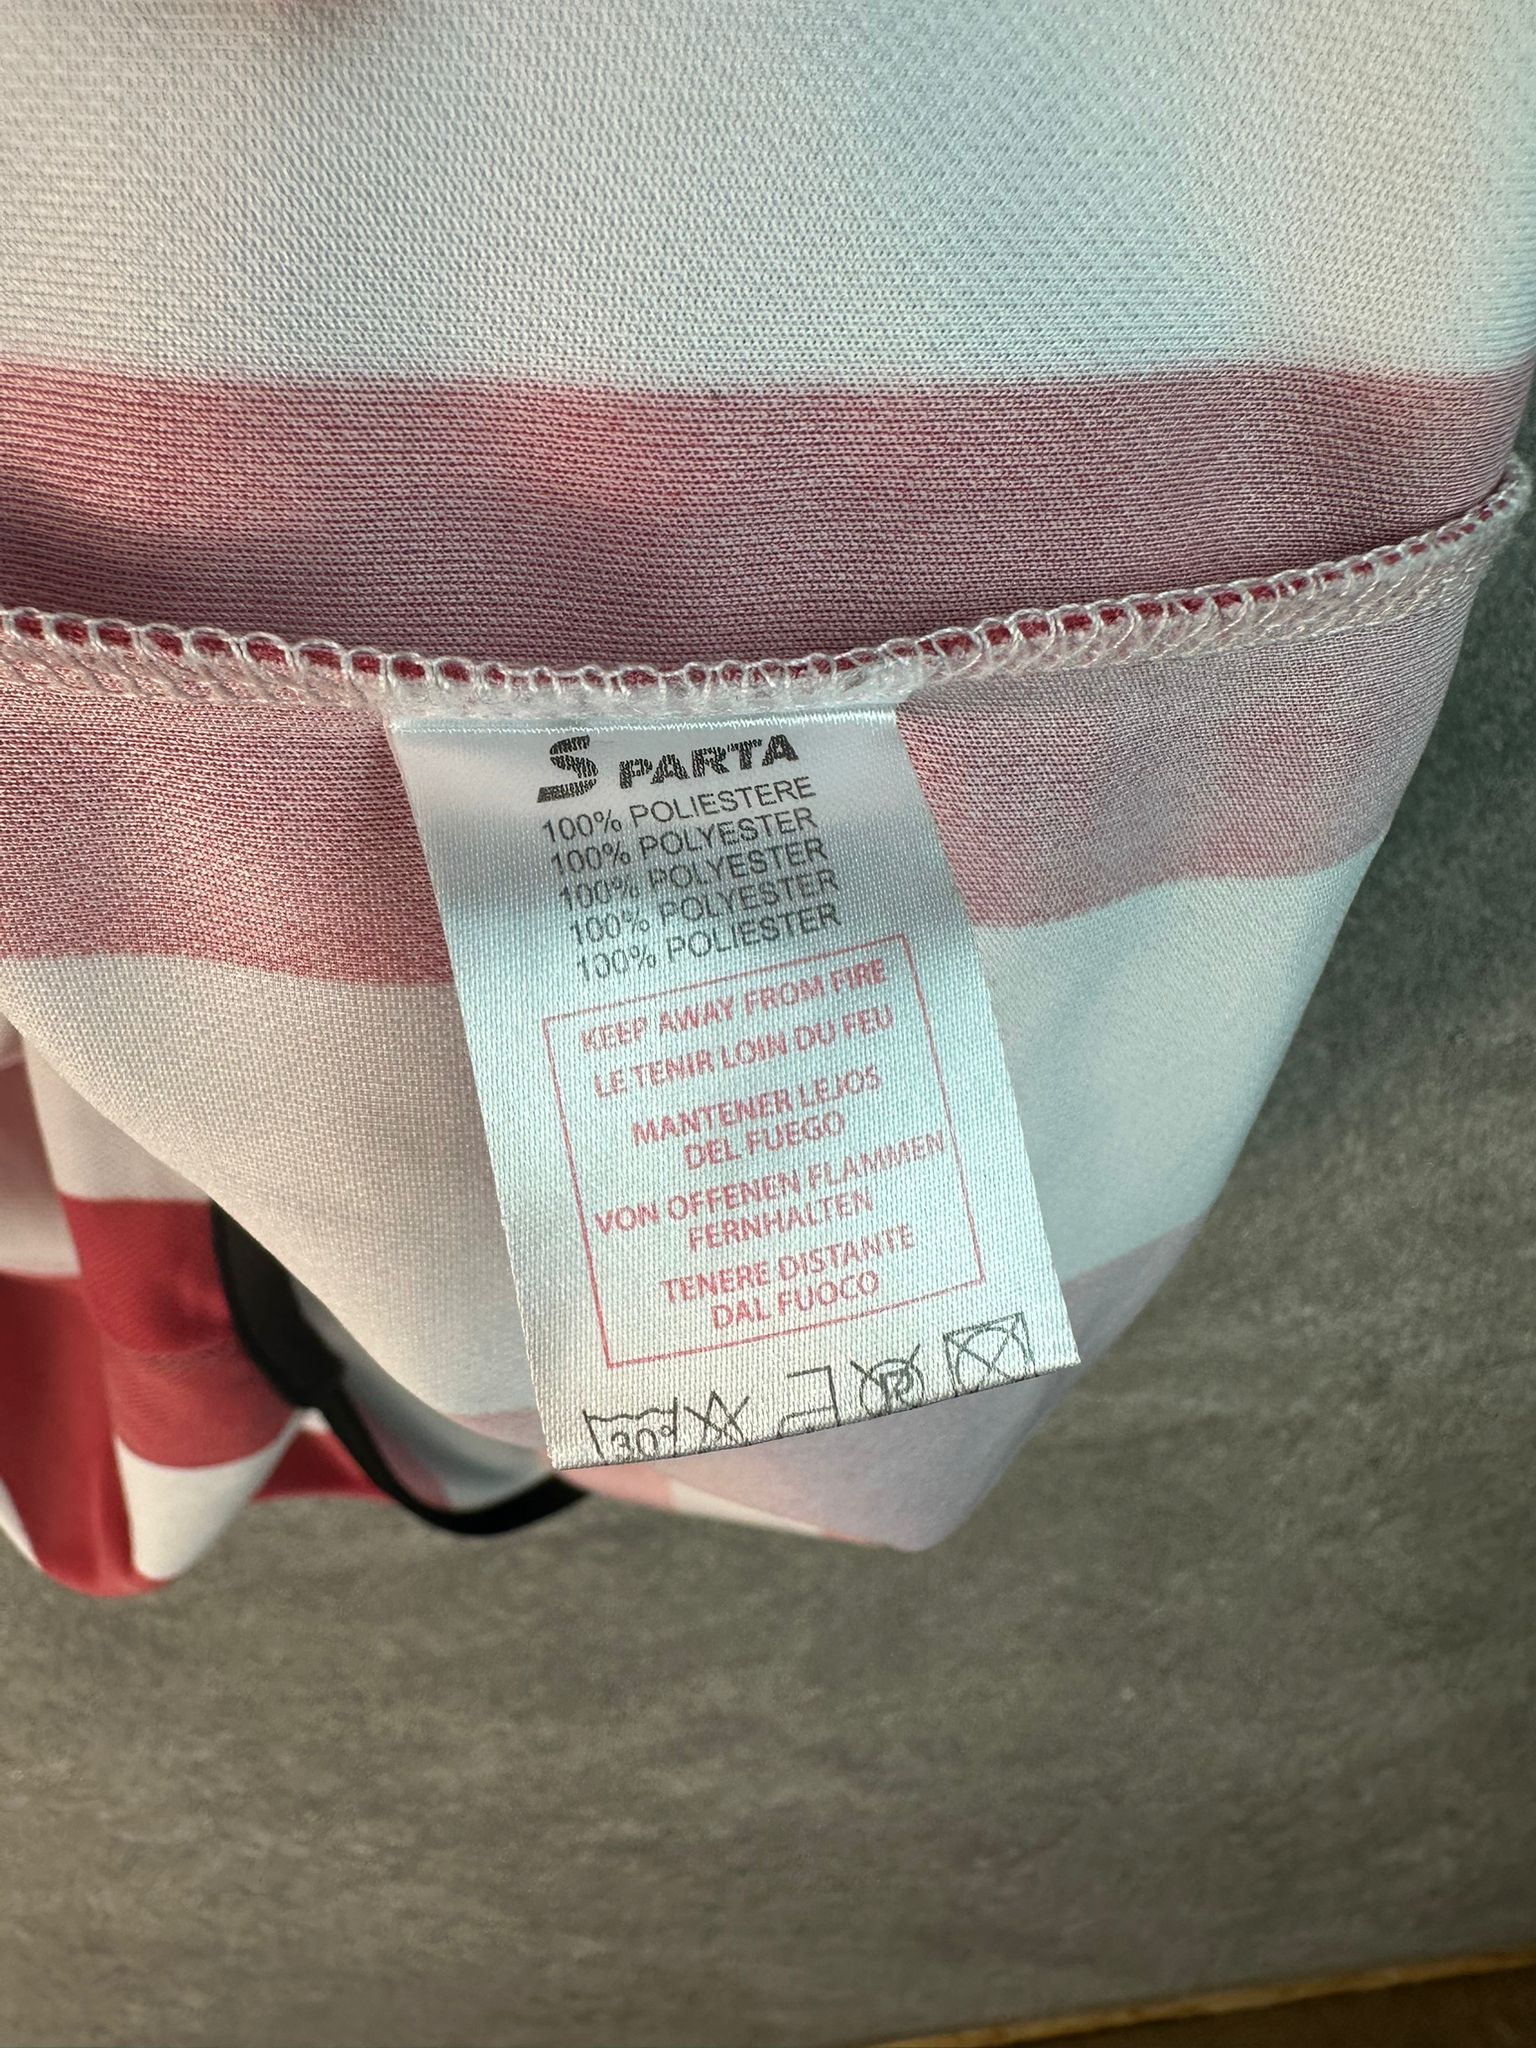 SPARTA
100% POLIESTERE
100% POLYESTER
100% POLYESTER
100% POLYESTER
100% POLIESTER
KEEP AWAY FROM FIRE
LE TENIR LOIN DU FEU
MANTENER LEJOS
DEL FUEGO
VON OFFENEN FLAMMEN
FERNHALTEN
TENERE DISTANTE
DAL FUOCO
30° P